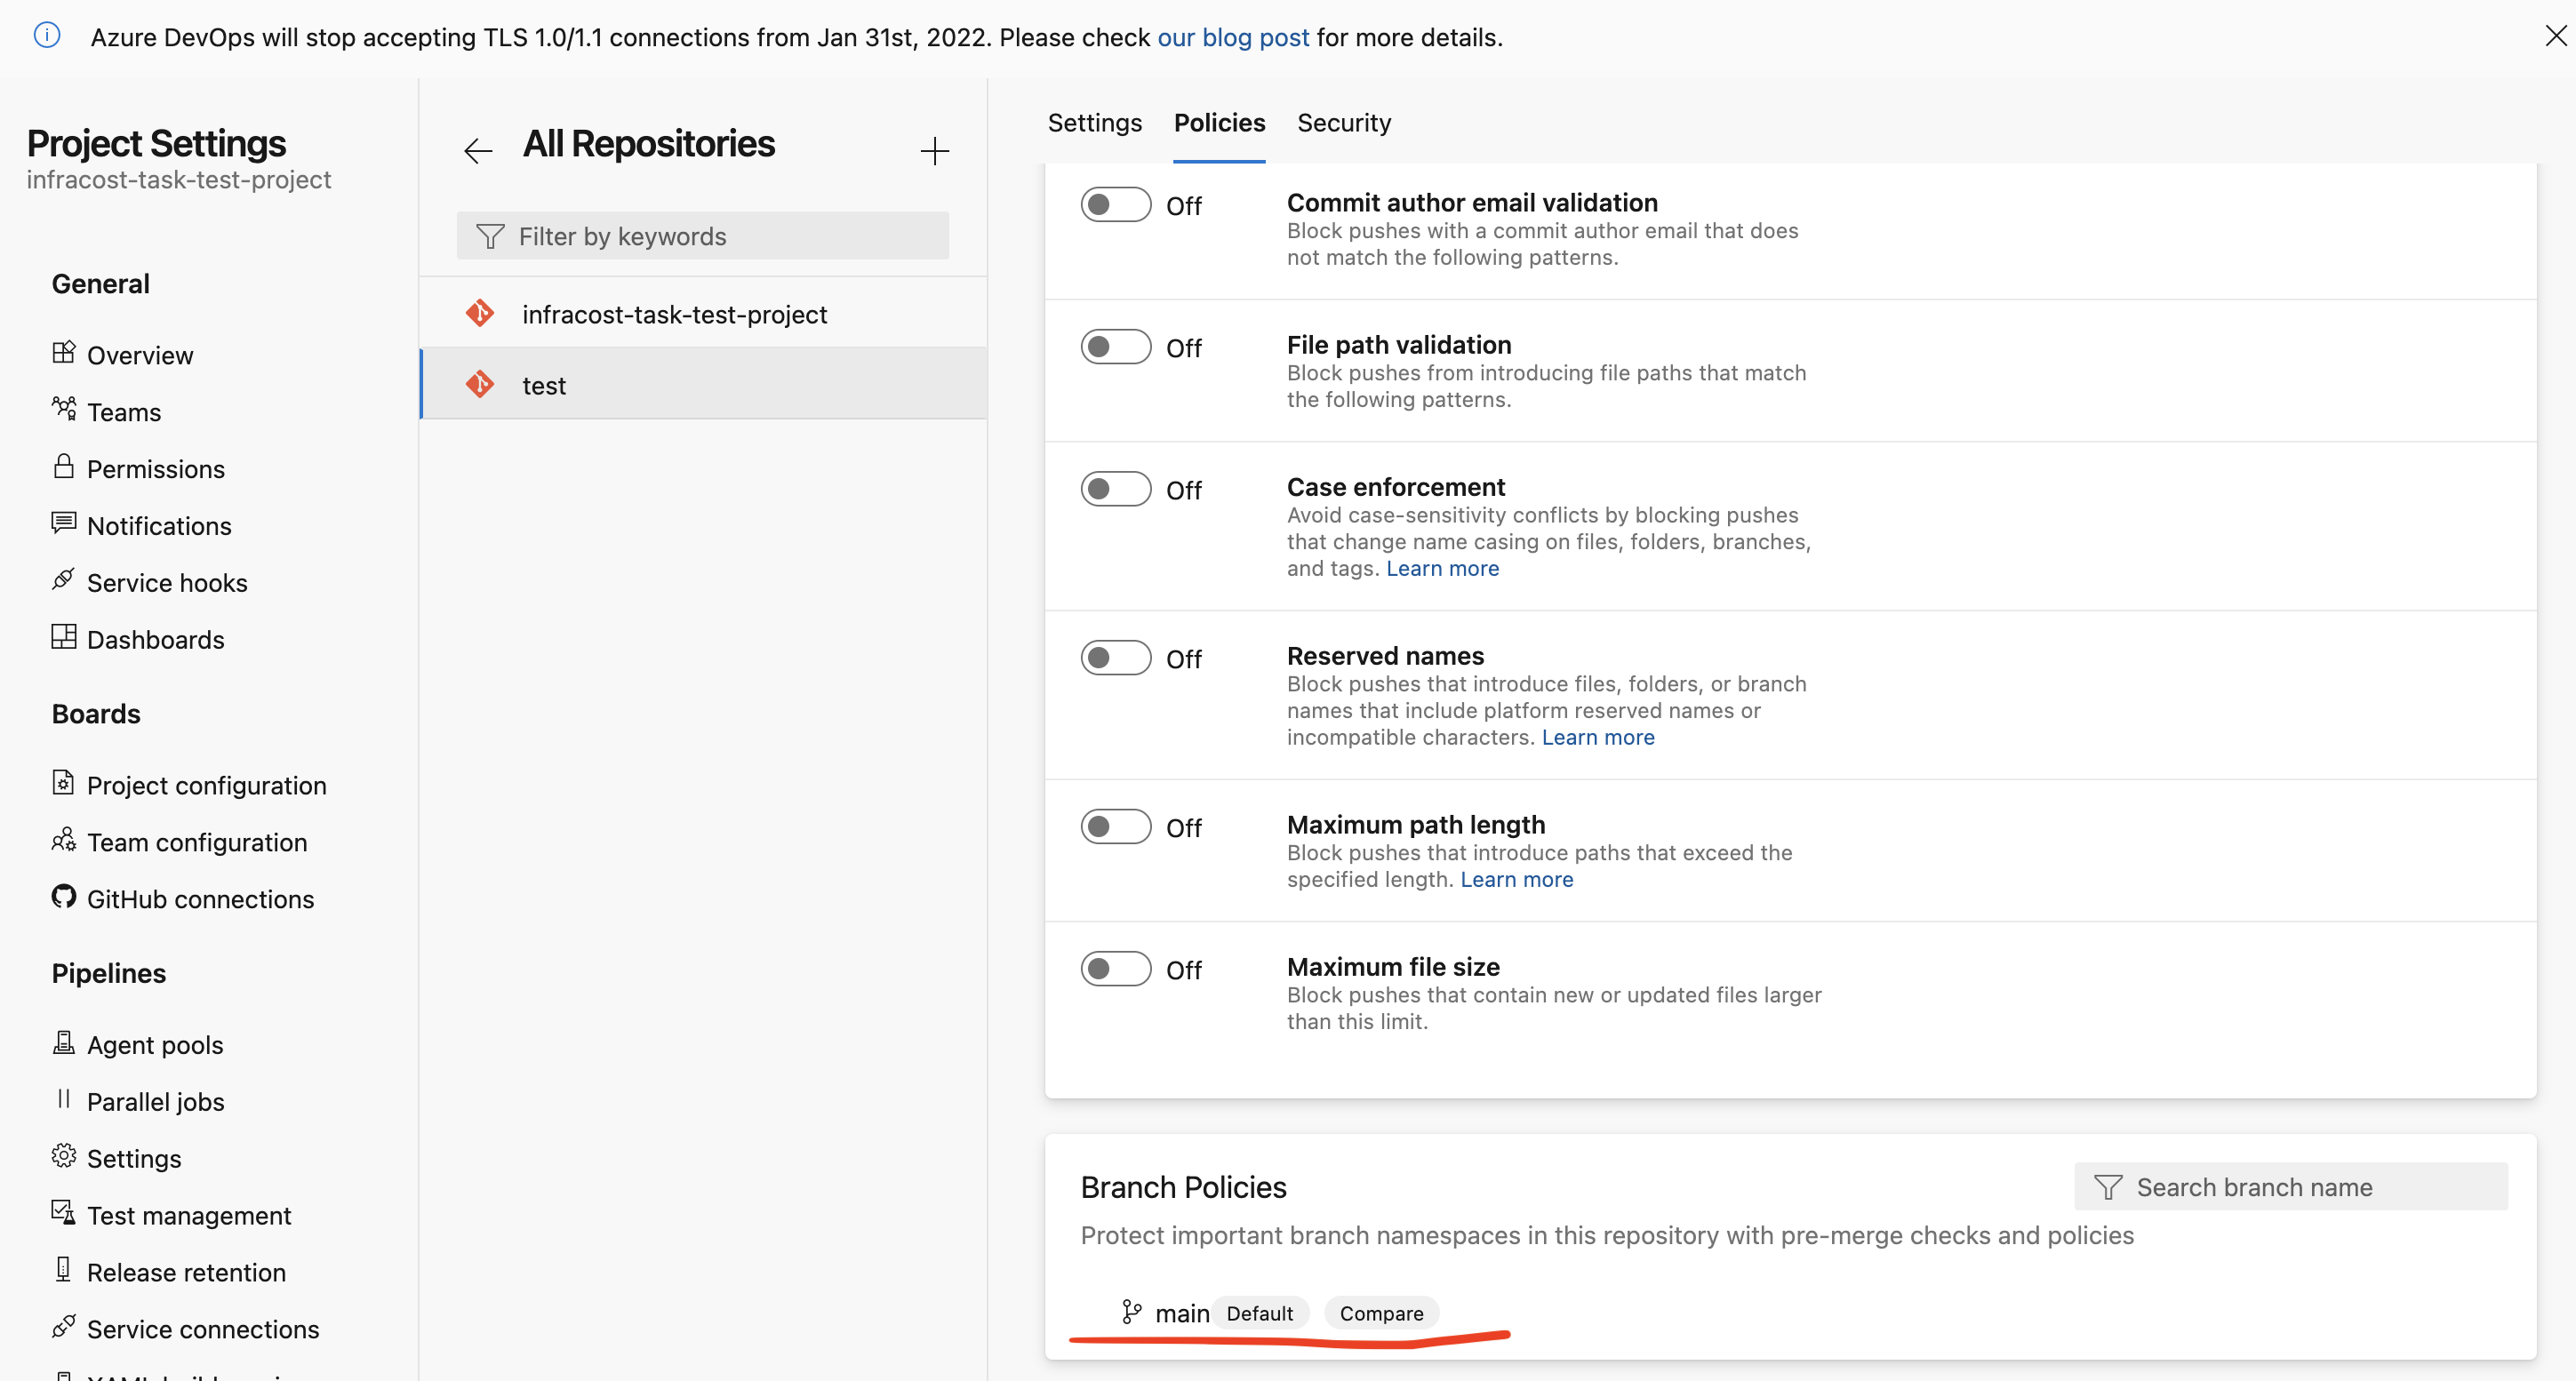 Azure DevOps will stop accepting TLS 1.0/1.1 connections from Jan 31st, 2022. Please check our blog post for more details.
Project Settings
infracost-task-test-project
General
Overview
Teams
Permissions
Notifications
Service hooks
Dashboards
Boards
Project configuration
Team configuration
GitHub connections
Pipelines
Agent pools
Parallel jobs
Settings
Test management
Release retention
Service connections
All Repositories
Filter by keywords
infracost-task-test-project
test
Settings Policies Security
Off Commit author email validation
Block pushes with a commit author email that does
not match the following patterns.
Off File path validation
Block pushes from introducing file paths that match
the following patterns.
Off Case enforcement
Avoid case-sensitivity conflicts by blocking pushes
that change name casing on files, folders, branches,
and tags. Learn more
Off Reserved names
Block pushes that introduce files, folders, or branch
names that include platform reserved names or
incompatible characters. Learn more
Off Maximum path length
Block pushes that introduce paths that exceed the
specified length. Learn more
Off Maximum file size
Block pushes that contain new or updated files larger
than this limit.
Branch Policies
Search branch name
Protect important branch namespaces in this repository with pre-merge checks and policies
main Default Compare